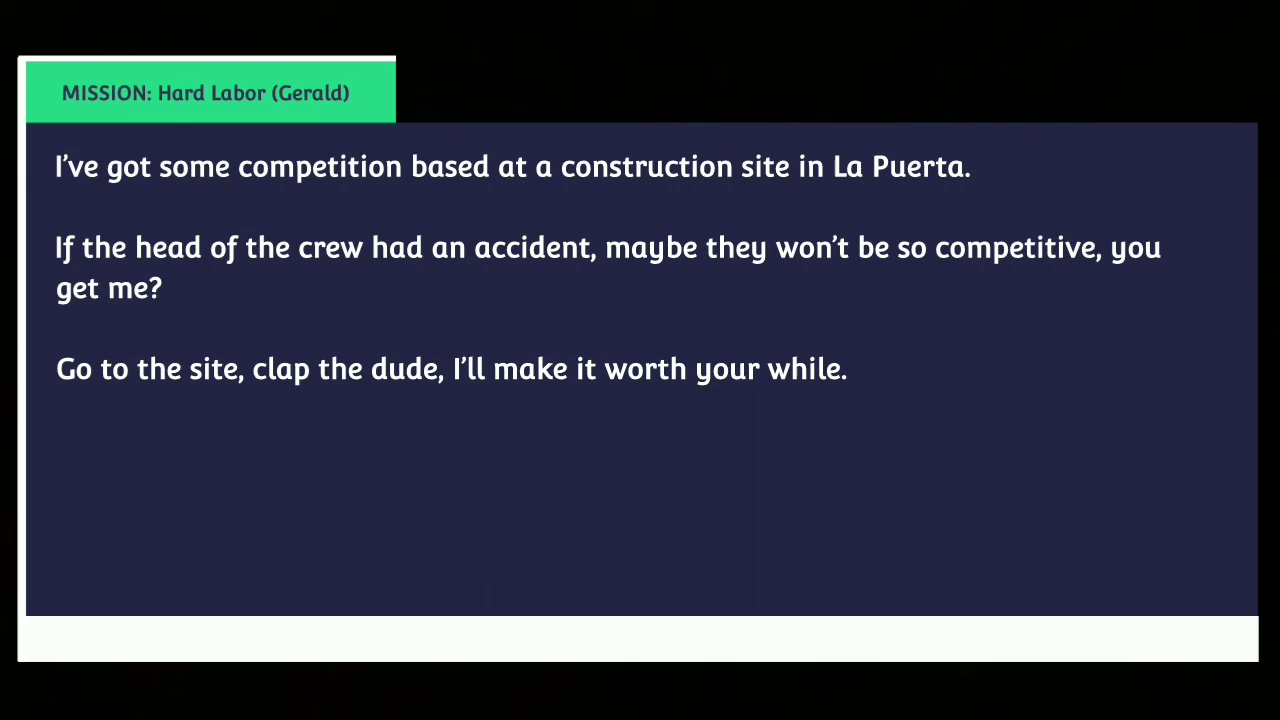 MISSION: Hard Labor (Gerald)
I’ve got some competition based at a construction site in La Puerta.
If the head of the crew had an accident, maybe they won’t be so competitive, you
get me?
Go to the site, clap the dude, I’ll make it worth your while.